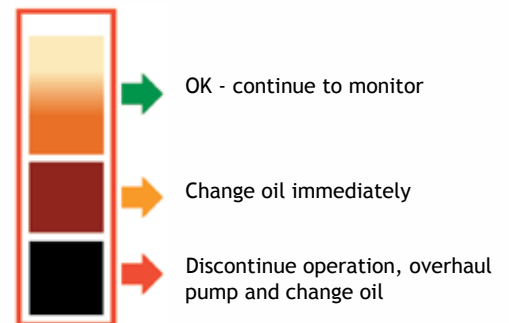 OK - continue to monitor
Change oil immediately
Discontinue operation, overhaul
pump and change oil